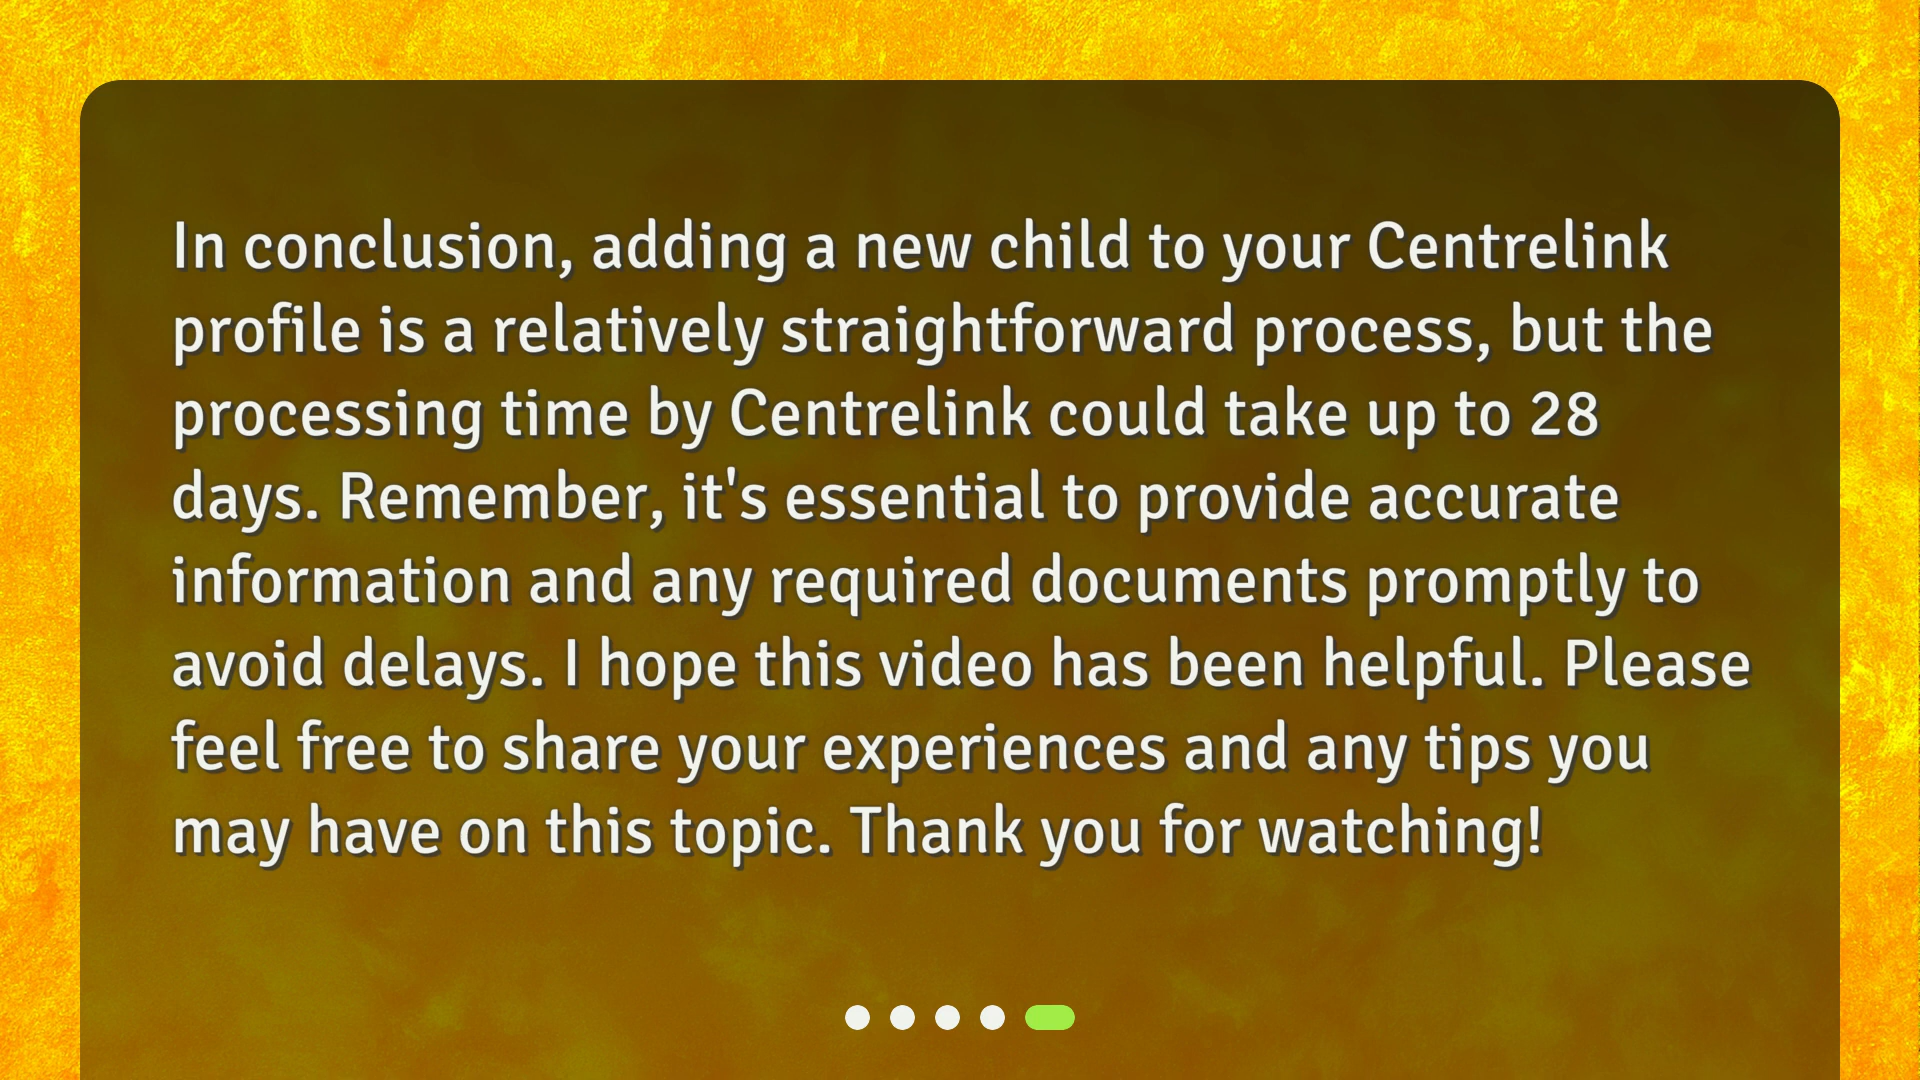 In conclusion, adding a new child to your Centrelink
profile is a relatively straightforward process, but the
processing time by Centrelink could take up to 28
days. Remember, it's essential to provide accurate
information and any required documents promptly to
avoid delays. I hope this video has been helpful. Please
feel free to share your experiences and any tips you
may have on this topic. Thank you for watching!